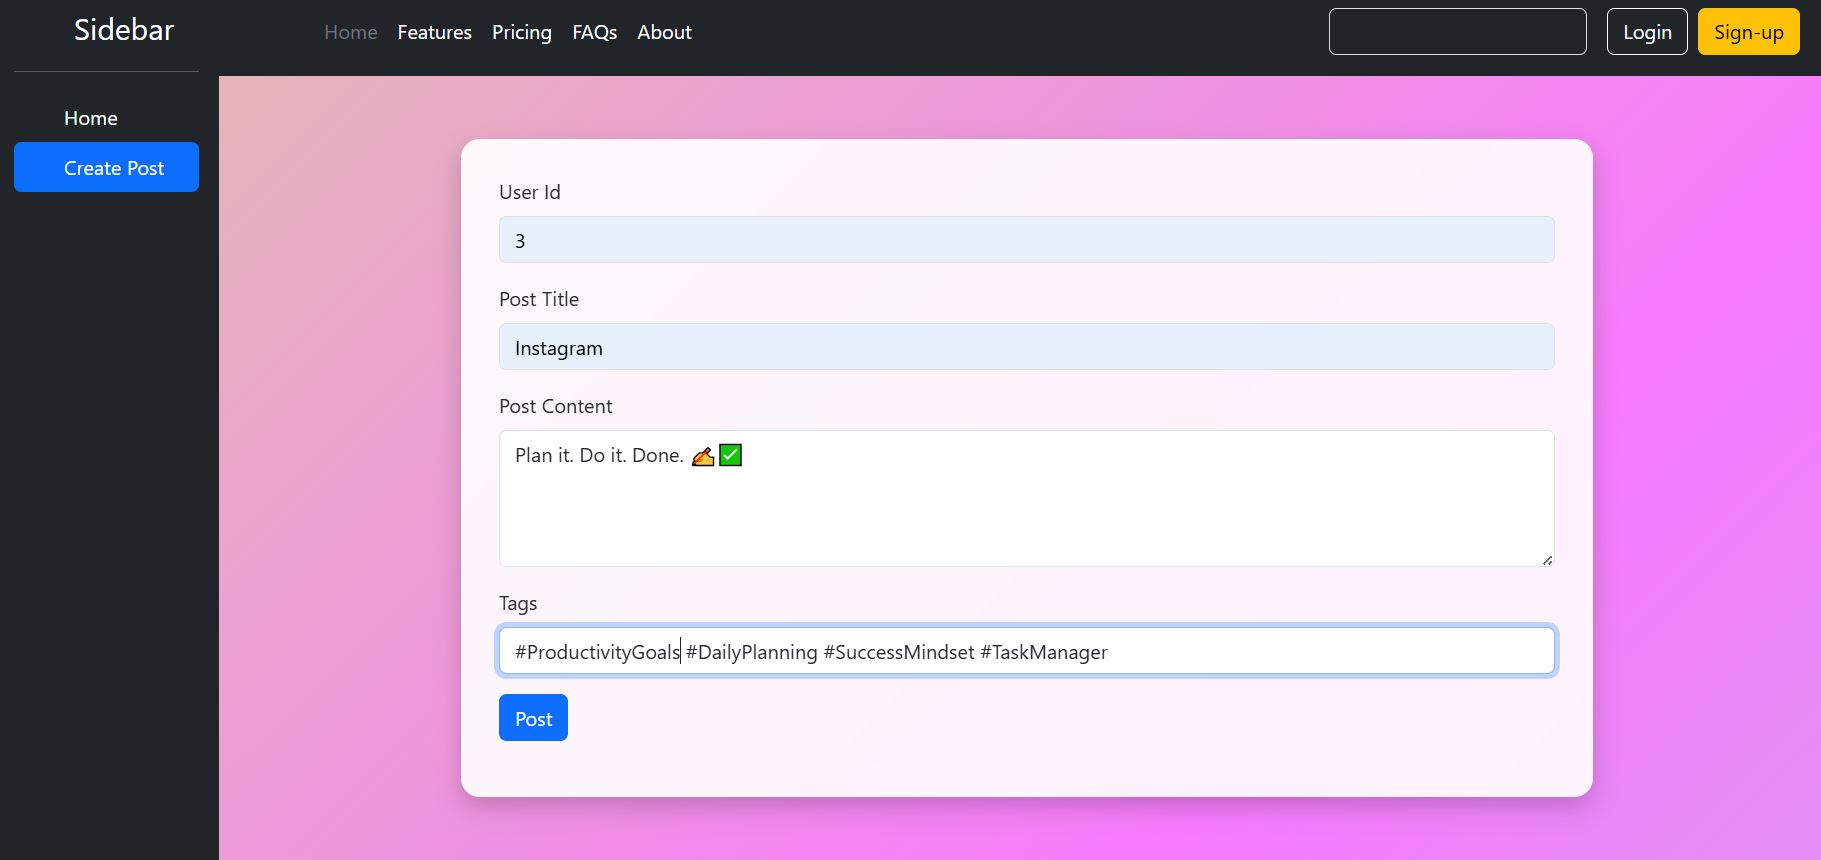 Sidebar
Home Features Pricing FAQs About
Login Sign-up
Home
Create Post
User Id
3
Post Title
Instagram
Post Content
Plan it. Do it. Done. ✍️✅
Tags
#ProductivityGoals #DailyPlanning #SuccessMindset #TaskManager
Post